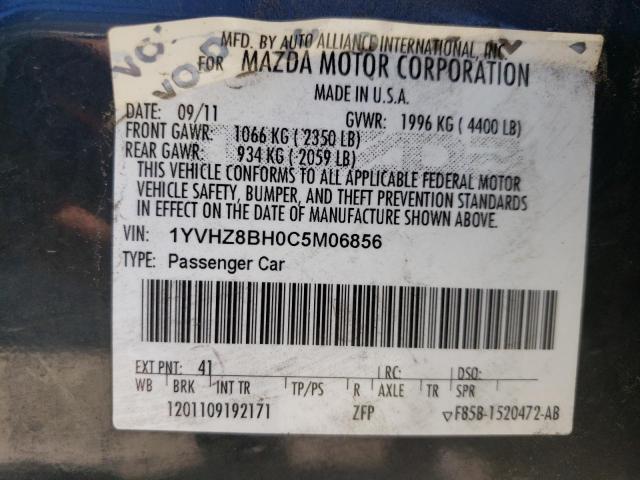 VOID VOID
MFD. BY AUTO ALLIANCE INTERNATIONAL, INC.
FOR MAZDA MOTOR CORPORATION
MADE IN U.S.A.
DATE: 09/11 GVWR: 1996 KG ( 4400 LB)
FRONT GAWR: 1066 KG ( 2350 LB)
REAR GAWR: 934 KG ( 2059 LB)
THIS VEHICLE CONFORMS TO ALL APPLICABLE FEDERAL MOTOR
VEHICLE SAFETY, BUMPER, AND THEFT PREVENTION STANDARDS
IN EFFECT ON THE DATE OF MANUFACTURE SHOWN ABOVE.
VIN: 1YVHZ8BH0C5M06856
TYPE: Passenger Car
EXT PNT: 41 LRC: DSO:
WB BRK INT TR TP/PS R AXLE TR SPR
1201109192171 ZFP F85B-1520472-AB